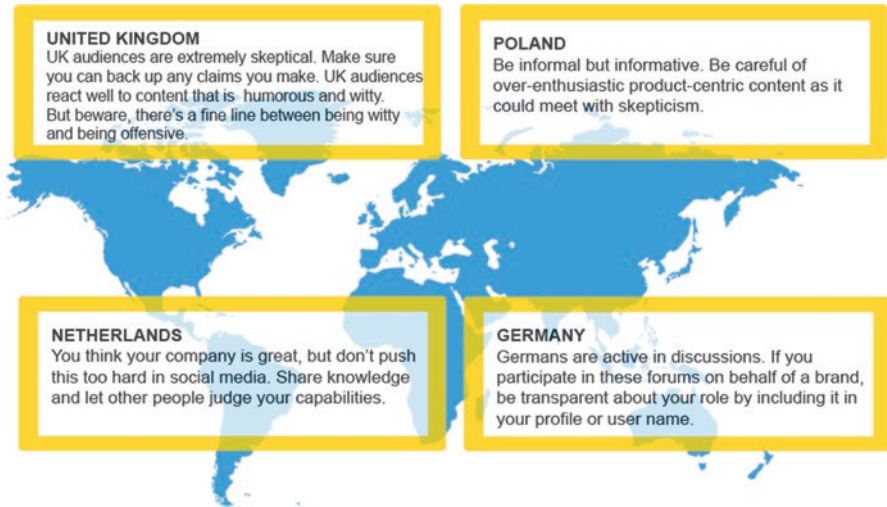 UNITED KINGDOM
UK audiences are extremely skeptical. Make sure
you can back up any claims you make. UK audiences
react well to content that is humorous and witty.
But beware, there's a fine line between being witty
and being offensive.
POLAND
Be informal but informative. Be careful of
over-enthusiastic product-centric content as it
could meet with skepticism.
NETHERLANDS
You think your company is great, but don't push
this too hard in social media. Share knowledge
and let other people judge your capabilities.
GERMANY
Germans are active in discussions. If you
participate in these forums on behalf of a brand,
be transparent about your role by including it in
your profile or user name.